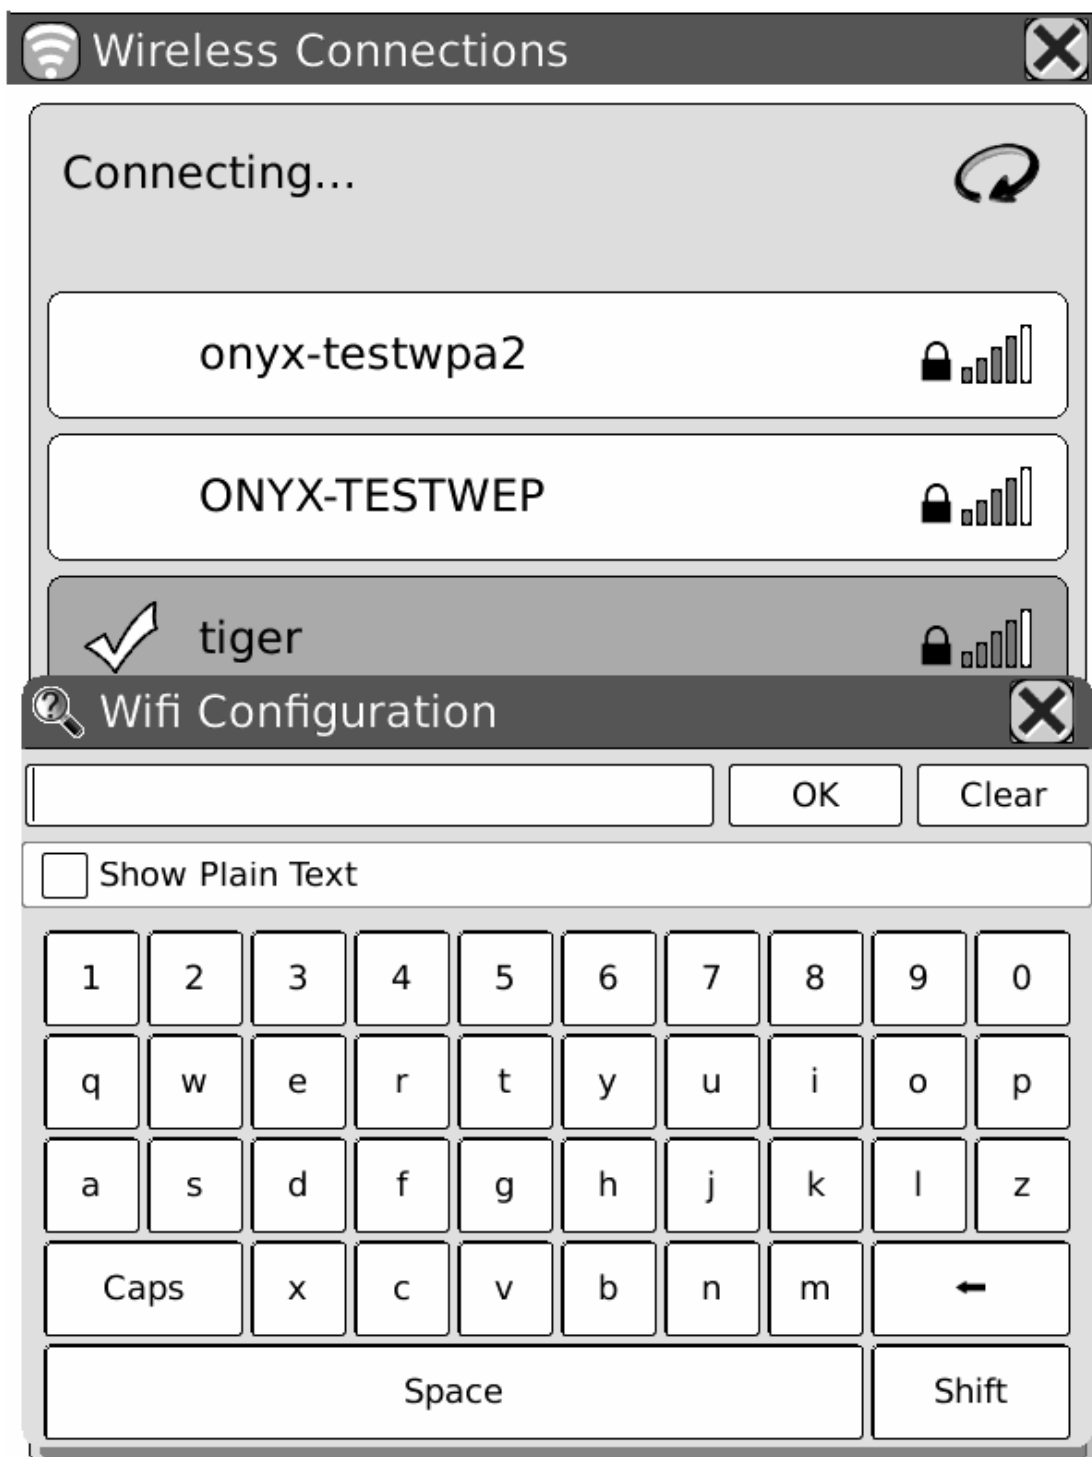 Wireless Connections
Connecting...
onyx-testwpa2
ONYX-TESTWEP
tiger
Wifi Configuration
OK Clear
Show Plain Text
1 2 3 4 5 6 7 8 9 0
q w e r t y u i o p
a s d f g h j k l z
Caps x c v b n m ←
Space Shift